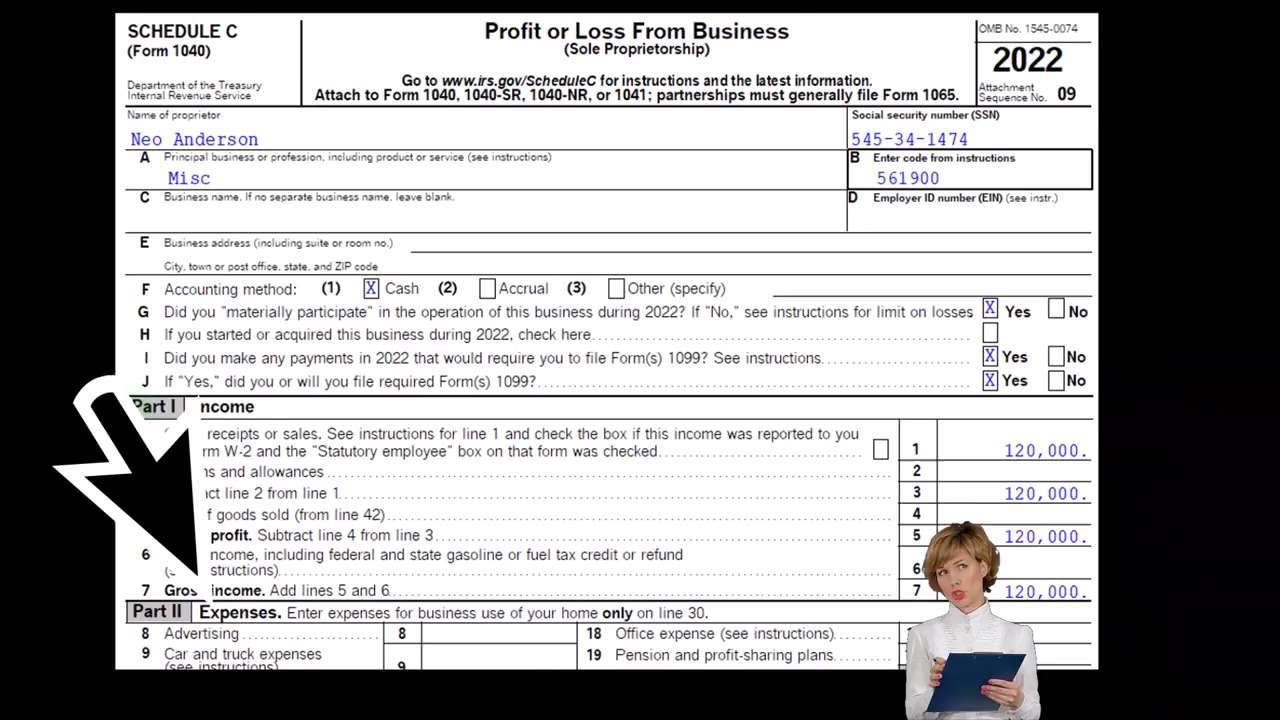 SCHEDULE C
(Form 1040)
Department of the Treasury
Internal Revenue Service
Profit or Loss From Business
(Sole Proprietorship)
Go to www.irs.gov/ScheduleC for instructions and the latest information.
Attach to Form 1040, 1040-SR, 1040-NR, or 1041; partnerships must generally file Form 1065.
OMB No. 1545-0074
2022
Attachment
Sequence No. 09
Name of proprietor
Neo Anderson
Social security number (SSN)
545-34-1474
A Principal business or profession, including product or service (see instructions)
Misc
B Enter code from instructions
561900
C Business name. If no separate business name, leave blank.
D Employer ID number (EIN) (see instr.)
E Business address (including suite or room no.)
City, town or post office, state, and ZIP code
F Accounting method: (1) X Cash (2) Accrual (3) Other (specify)
G Did you "materially participate" in the operation of this business during 2022? If "No," see instructions for limit on losses X Yes No
H If you started or acquired this business during 2022, check here
I Did you make any payments in 2022 that would require you to file Form(s) 1099? See instructions. X Yes No
J If "Yes," did you or will you file required Form(s) 1099? X Yes No
Part I ncome
receipts or sales. See instructions for line 1 and check the box if this income was reported to you
rm W-2 and the "Statutory employee" box on that form was checked 1 120,000.
ns and allowances 2
ct line 2 from line 1 3 120,000.
f goods sold (from line 42) 4
profit. Subtract line 4 from line 3 5 120,000.
6 ncome, including federal and state gasoline or fuel tax credit or refund
structions) 6
7 Gross income. Add lines 5 and 6 7 120,000.
Part II Expenses. Enter expenses for business use of your home only on line 30.
8 Advertising 8
18 Office expense (see instructions)
9 Car and truck expenses
(see instructions) 9
19 Pension and profit-sharing plans